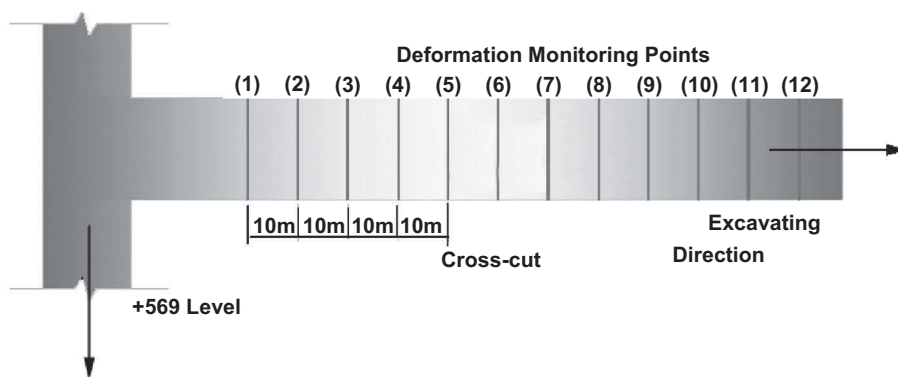 Deformation Monitoring Points
(1) (2) (3) (4) (5) (6) (7) (8) (9) (10) (11) (12)
10m 10m 10m 10m
Excavating
Direction
Cross-cut
+569 Level